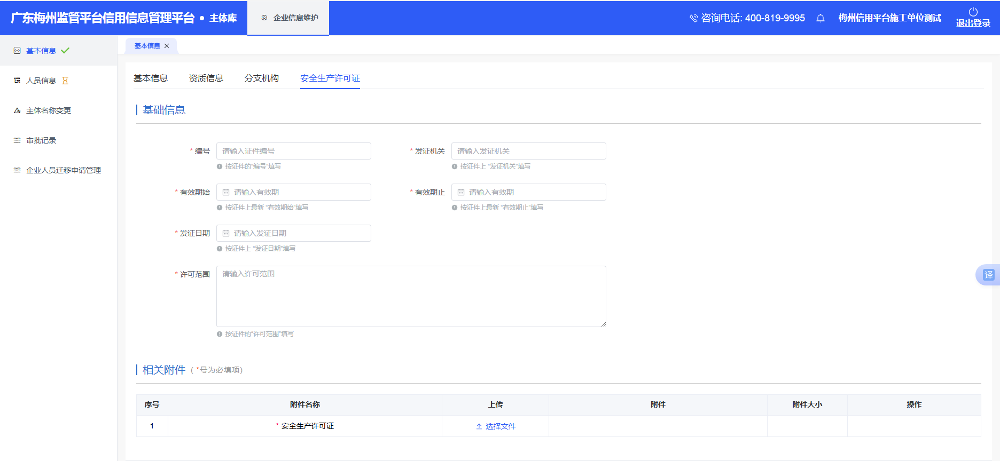 广东梅州监管平台信用信息管理平台 • 主体库
企业信息维护
咨询电话: 400-819-9995
梅州信用平台施工单位测试
退出登录
基本信息
人员信息
主体名称变更
审批记录
企业人员迁移申请管理
基本信息
基本信息 资质信息 分支机构 安全生产许可证
基础信息
* 编号 请输入证件编号 * 发证机关 请输入发证机关
按证件的“编号”填写 按证件上 “发证机关”填写
* 有效期始 请输入有效期 * 有效期止 请输入有效期
按证件上最新 “有效期始”填写 按证件上最新 “有效期止”填写
* 发证日期 请输入发证日期
按证件上 “发证日期”填写
* 许可范围 请输入许可范围
按证件的“许可范围”填写
译
相关附件 ( *号为必填项)
序号 附件名称 上传 附件 附件大小 操作
1 * 安全生产许可证 选择文件